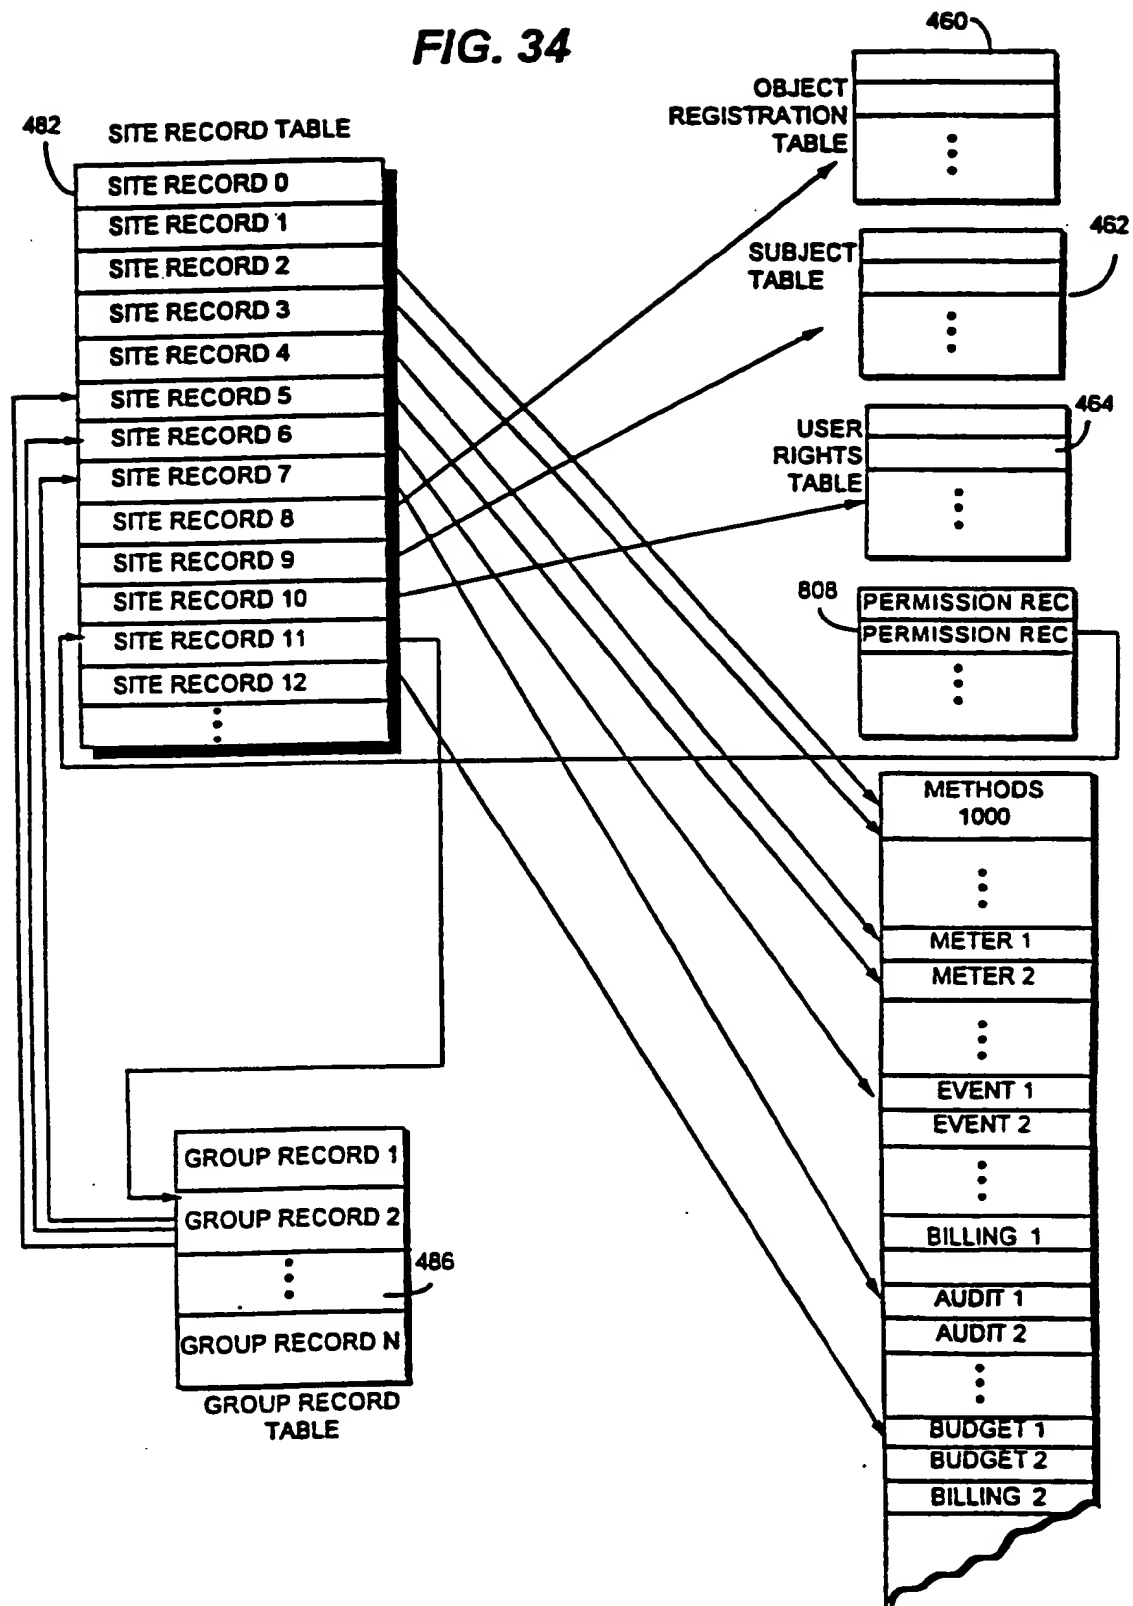 FIG. 34
482
SITE RECORD TABLE
SITE RECORD 0
SITE RECORD 1
SITE RECORD 2
SITE RECORD 3
SITE RECORD 4
SITE RECORD 5
SITE RECORD 6
SITE RECORD 7
SITE RECORD 8
SITE RECORD 9
SITE RECORD 10
SITE RECORD 11
SITE RECORD 12
460
OBJECT
REGISTRATION
TABLE
462
SUBJECT
TABLE
464
USER
RIGHTS
TABLE
808
PERMISSION REC
PERMISSION REC
METHODS
1000
METER 1
METER 2
EVENT 1
EVENT 2
BILLING 1
AUDIT 1
AUDIT 2
BUDGET 1
BUDGET 2
BILLING 2
GROUP RECORD 1
GROUP RECORD 2
486
GROUP RECORD N
GROUP RECORD
TABLE